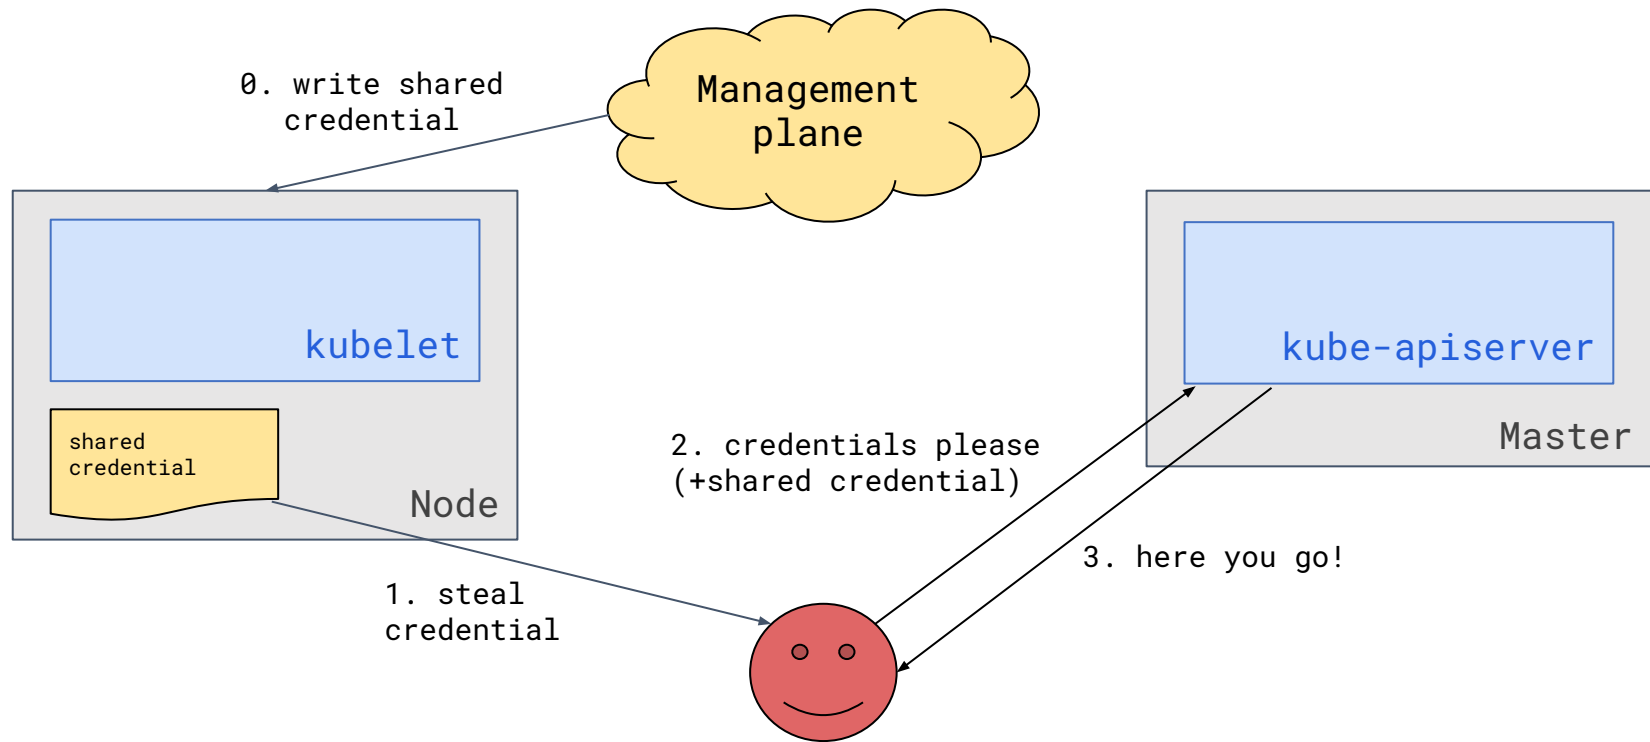 0. write shared
credential
Management
plane
kubelet
shared
credential
Node
kube-apiserver
Master
1. steal
credential
2. credentials please
(+shared credential)
3. here you go!